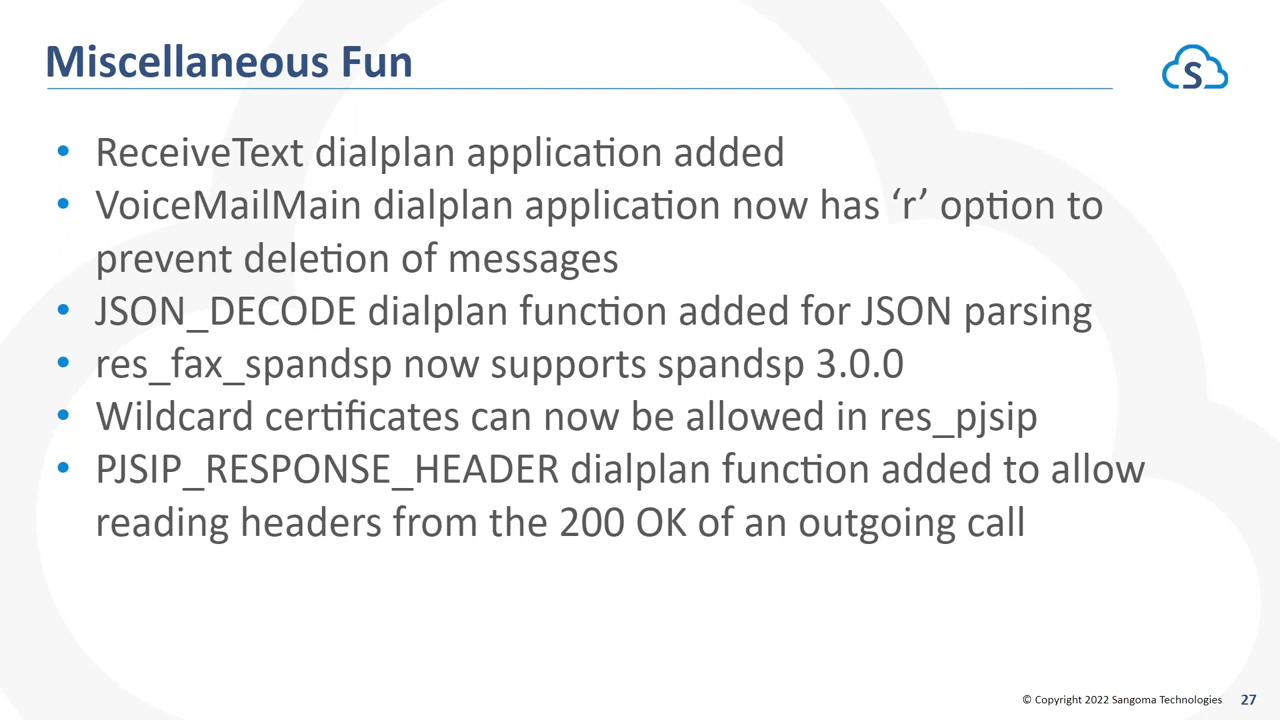 Miscellaneous Fun
S
• ReceiveText dialplan application added
• VoiceMailMain dialplan application now has ‘r’ option to
prevent deletion of messages
• JSON_DECODE dialplan function added for JSON parsing
• res_fax_spandsp now supports spandsp 3.0.0
• Wildcard certificates can now be allowed in res_pjsip
• PJSIP_RESPONSE_HEADER dialplan function added to allow
reading headers from the 200 OK of an outgoing call
© Copyright 2022 Sangoma Technologies 27